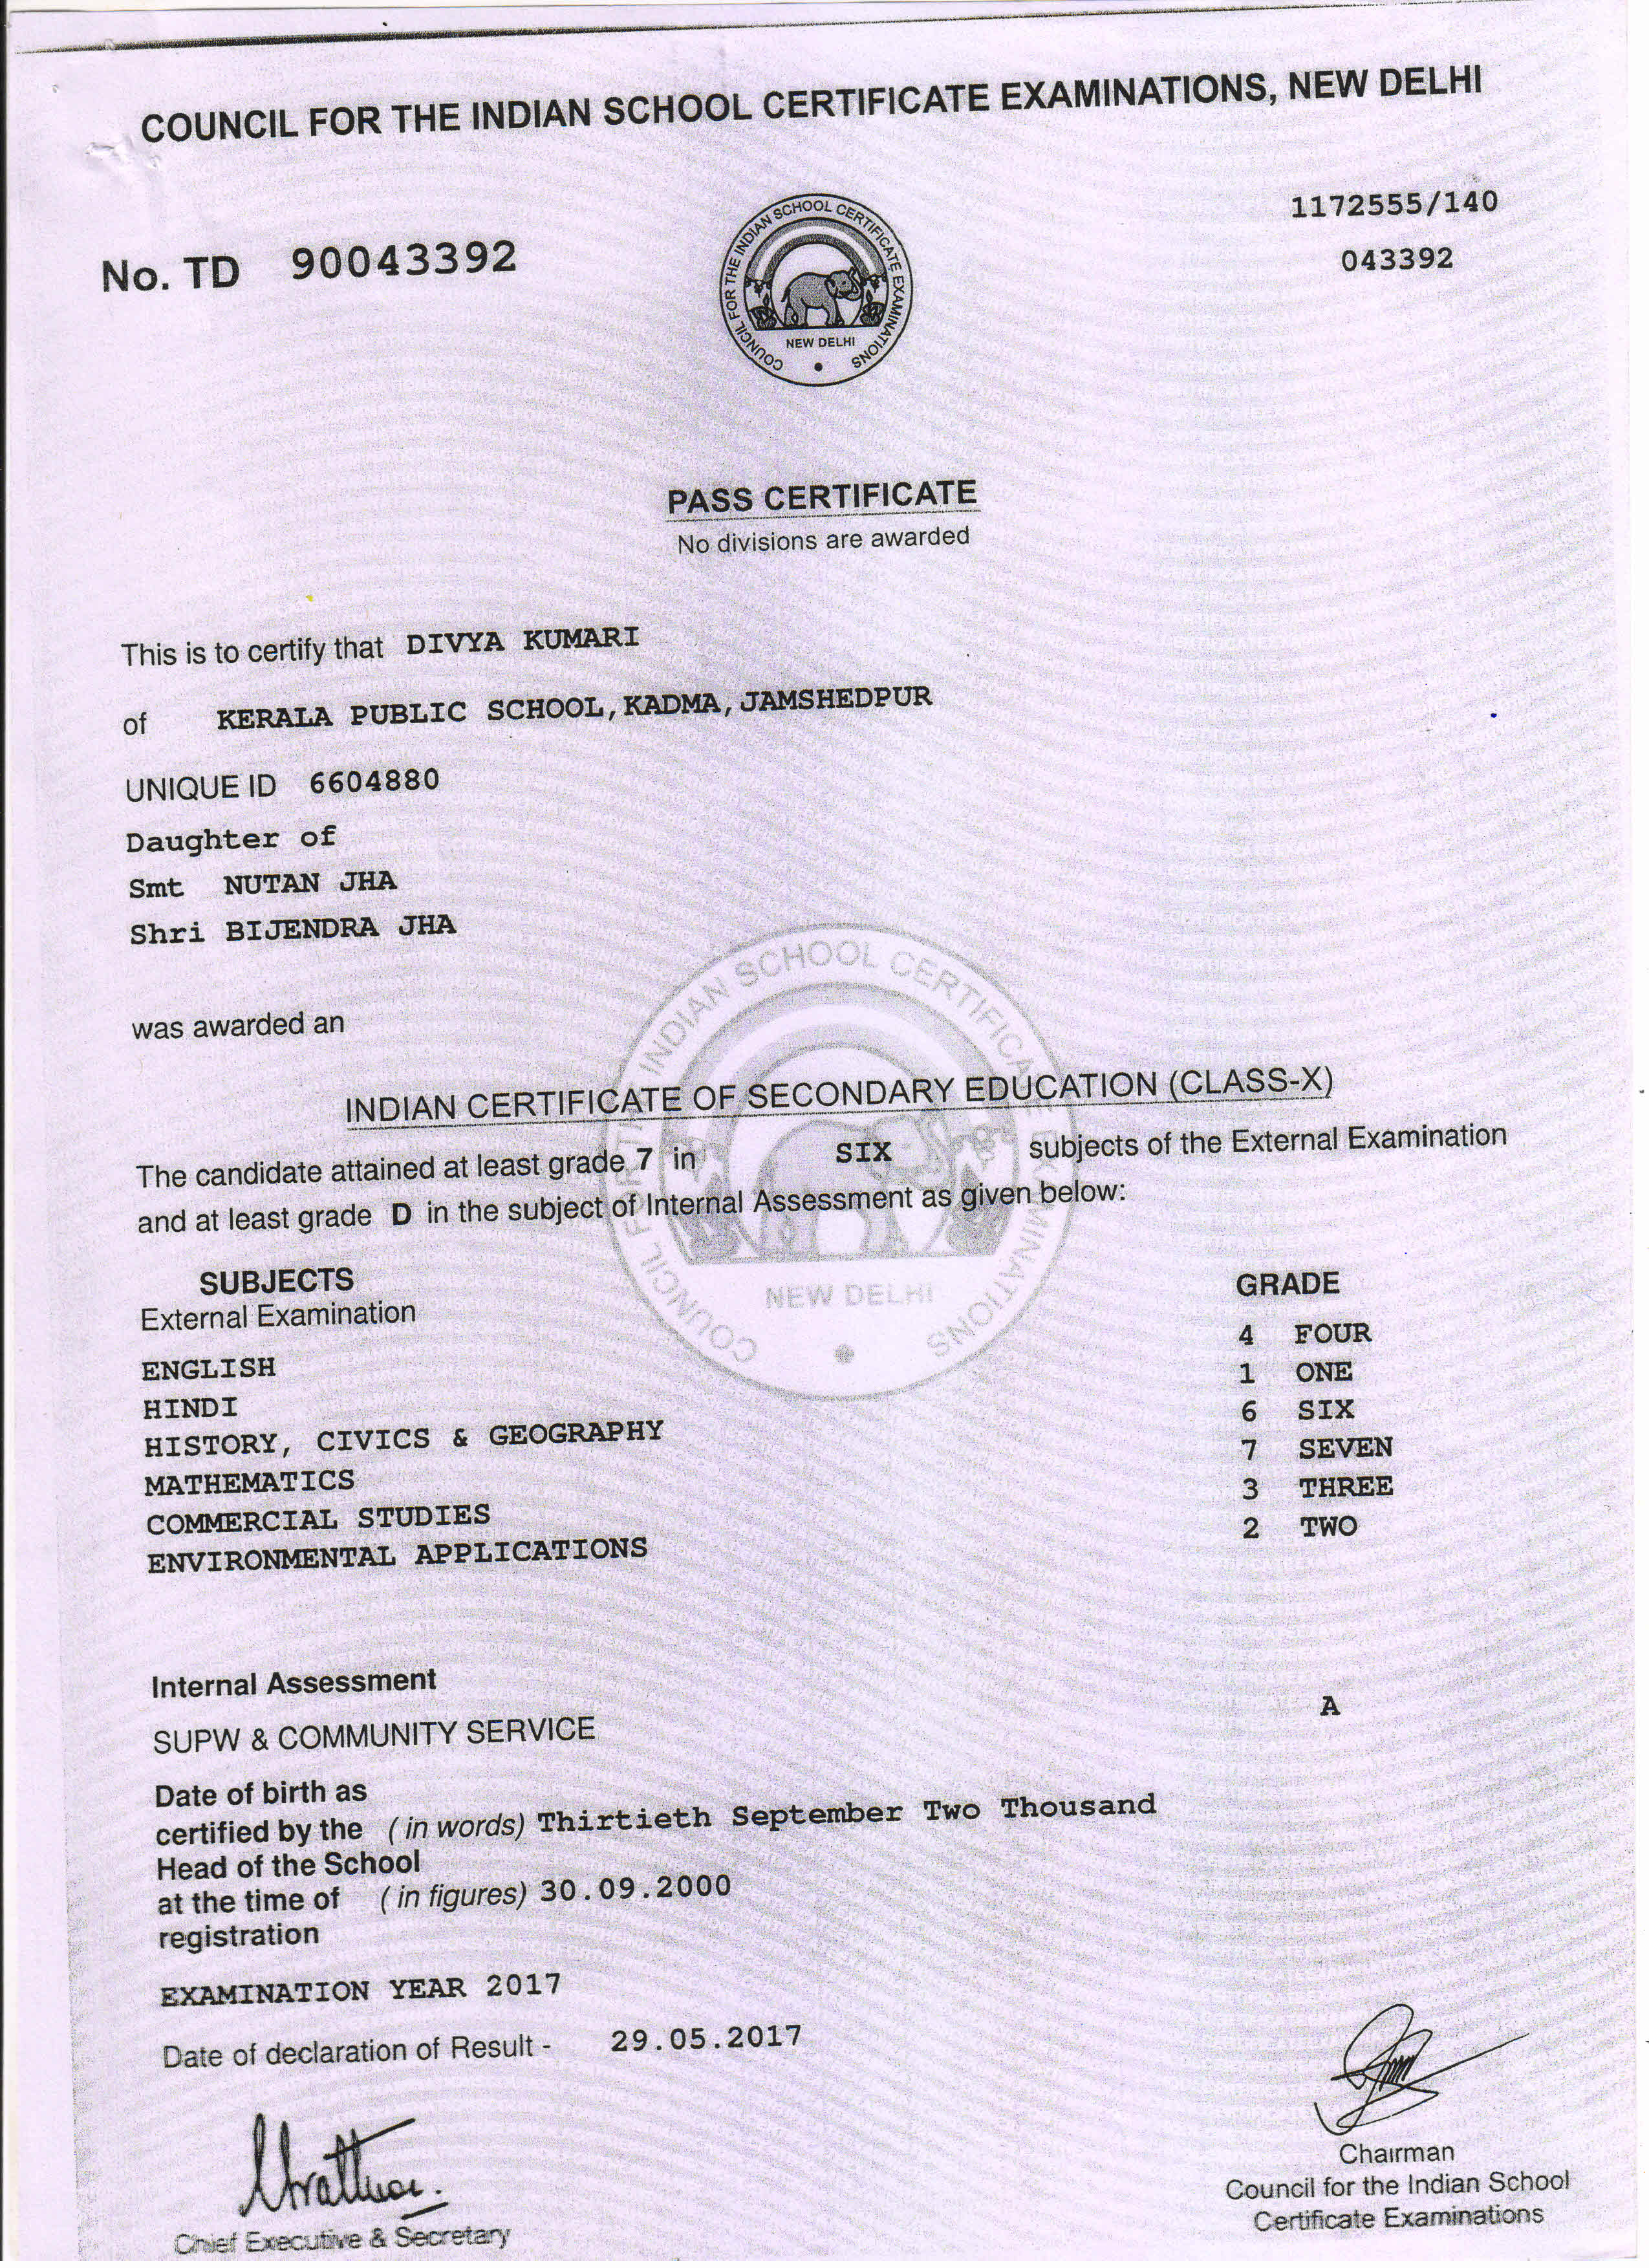 COUNCIL FOR THE INDIAN SCHOOL CERTIFICATE EXAMINATIONS, NEW DELHI
1172555/140
No. TD 90043392
043392
COUNCIL FOR THE INDIAN SCHOOL CERTIFICATE EXAMINATIONS
NEW DELHI
PASS CERTIFICATE
No divisions are awarded
This is to certify that DIVYA KUMARI
of KERALA PUBLIC SCHOOL, KADMA, JAMSHEDPUR
UNIQUE ID 6604880
Daughter of
Smt NUTAN JHA
Shri BIJENDRA JHA
was awarded an
INDIAN CERTIFICATE OF SECONDARY EDUCATION (CLASS-X)
The candidate attained at least grade 7 in SIX subjects of the External Examination
and at least grade D in the subject of Internal Assessment as given below:
SUBJECTS GRADE
External Examination
ENGLISH 4 FOUR
HINDI 1 ONE
HISTORY, CIVICS & GEOGRAPHY 6 SIX
MATHEMATICS 7 SEVEN
COMMERCIAL STUDIES 3 THREE
ENVIRONMENTAL APPLICATIONS 2 TWO
NEW DELHI
Internal Assessment
SUPW & COMMUNITY SERVICE A
Date of birth as
certified by the (in words) Thirtieth September Two Thousand
Head of the School
at the time of (in figures) 30.09.2000
registration
EXAMINATION YEAR 2017
Date of declaration of Result - 29.05.2017
Chief Executive & Secretary
Chairman
Council for the Indian School
Certificate Examinations